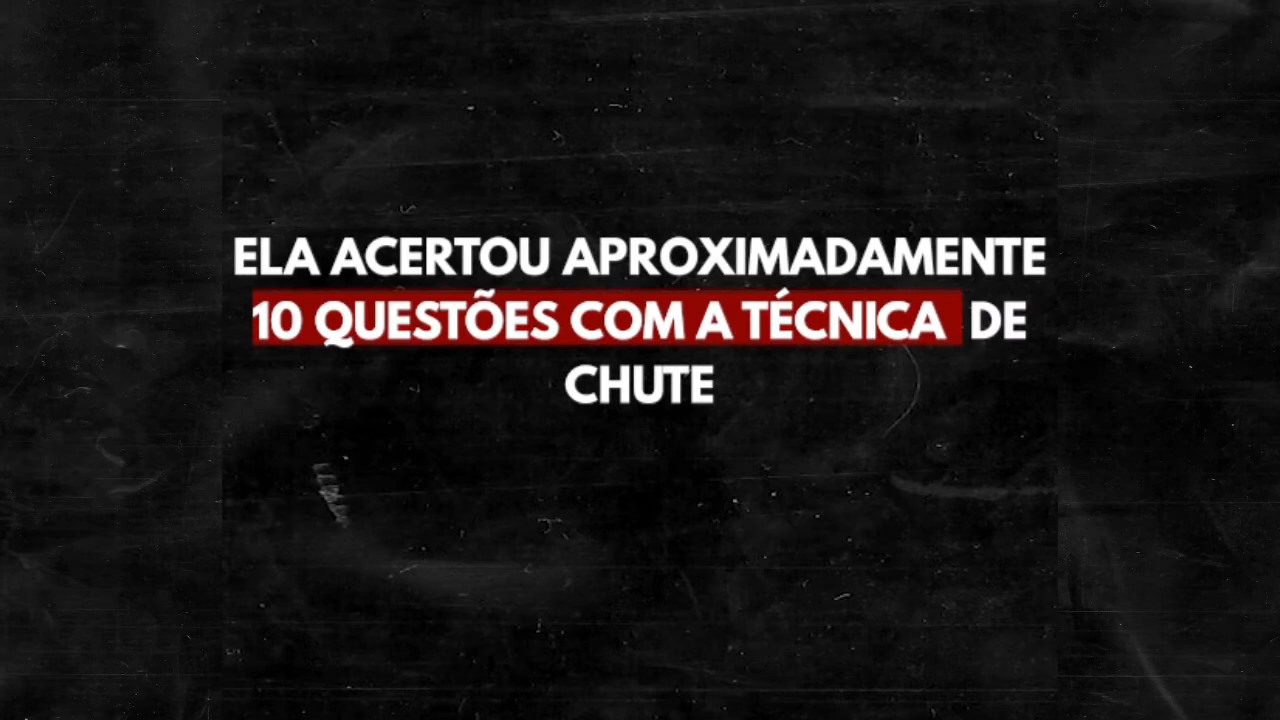 ELA ACERTOU APROXIMADAMENTE
10 QUESTÕES COM A TÉCNICA DE
CHUTE